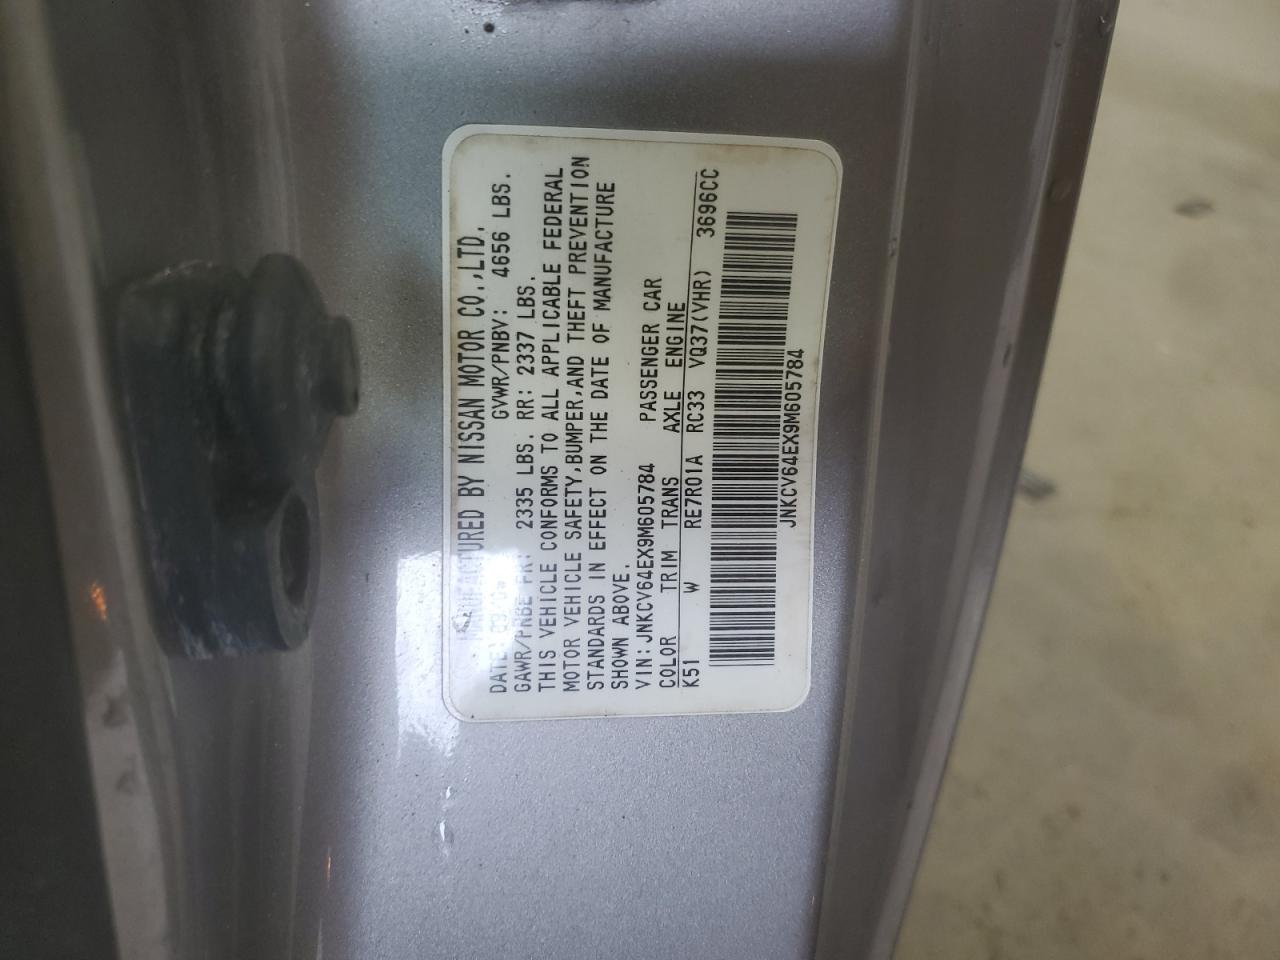 MANUFACTURED BY NISSAN MOTOR CO.,LTD.
DATE: GVWR/PNBV: 4656 LBS.
GAWR/PNBE FR: 2335 LBS. RR: 2337 LBS.
THIS VEHICLE CONFORMS TO ALL APPLICABLE FEDERAL
MOTOR VEHICLE SAFETY,BUMPER,AND THEFT PREVENTION
STANDARDS IN EFFECT ON THE DATE OF MANUFACTURE
SHOWN ABOVE.
VIN:JNKCV64EX9M605784 PASSENGER CAR
COLOR TRIM TRANS AXLE ENGINE
K51 W RE7R01A RC33 VQ37(VHR) 3696CC
JNKCV64EX9M605784